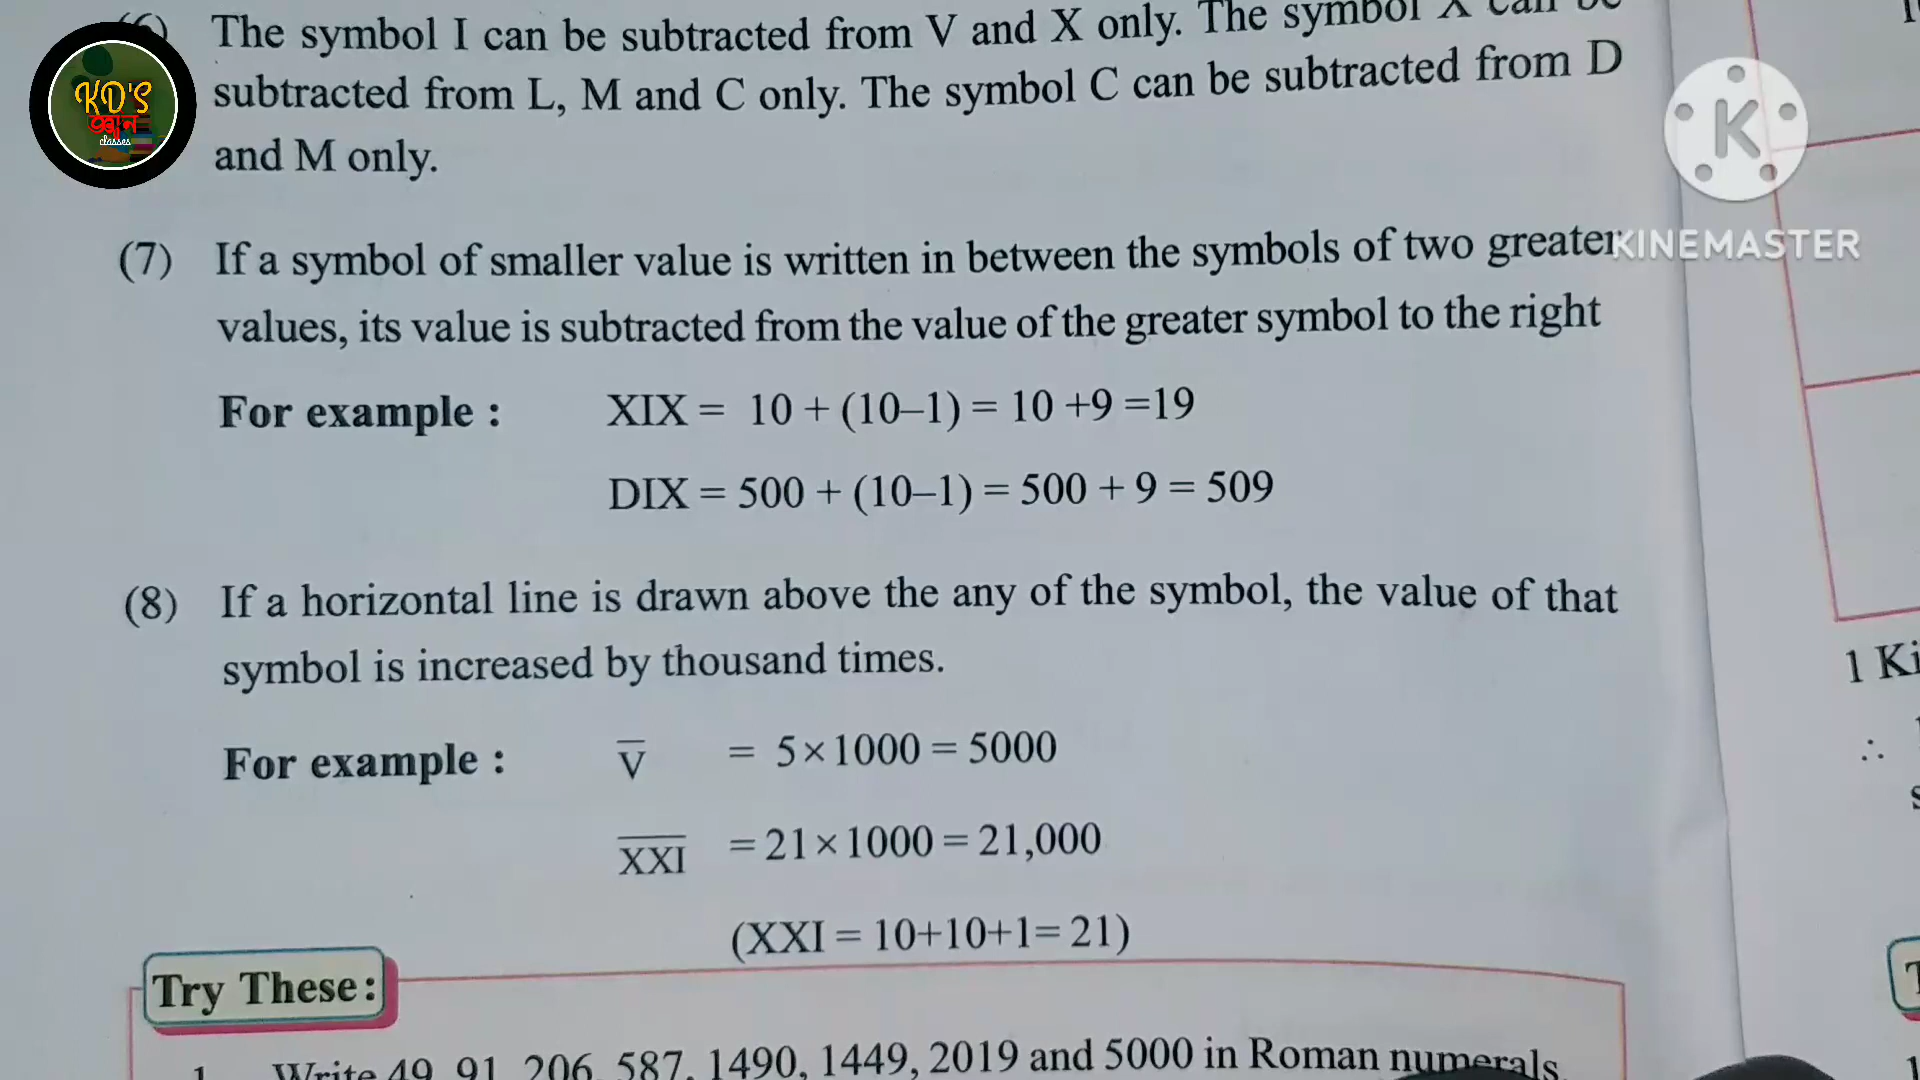 (6) The symbol I can be subtracted from V and X only. The symbol X can be
subtracted from L, M and C only. The symbol C can be subtracted from D
and M only.
KD'S
জ্ঞান
classes
K
KINEMASTER
(7) If a symbol of smaller value is written in between the symbols of two greater
values, its value is subtracted from the value of the greater symbol to the right
For example : XIX = 10 + (10–1) = 10 +9 =19
DIX = 500 + (10–1) = 500 + 9 = 509
(8) If a horizontal line is drawn above the any of the symbol, the value of that
symbol is increased by thousand times.
For example : V̅ = 5×1000 = 5000
X̅X̅I̅ = 21×1000 = 21,000
(XXI = 10+10+1= 21)
Try These:
1. Write 49, 91, 206, 587, 1490, 1449, 2019 and 5000 in Roman numerals
1 Ki
∴